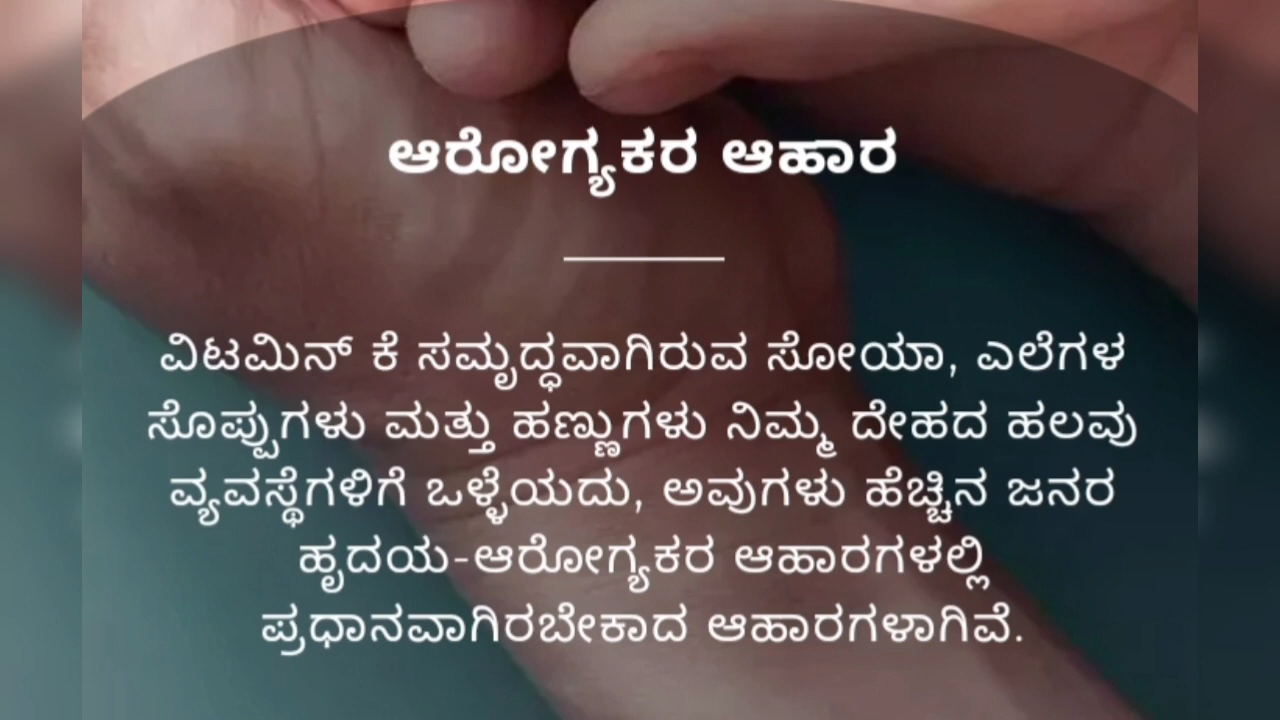 ಆರೋಗ್ಯಕರ ಆಹಾರ
ವಿಟಮಿನ್ ಕೆ ಸಮೃದ್ಧವಾಗಿರುವ ಸೋಯಾ, ಎಲೆಗಳ
ಸೊಪ್ಪುಗಳು ಮತ್ತು ಹಣ್ಣುಗಳು ನಿಮ್ಮ ದೇಹದ ಹಲವು
ವ್ಯವಸ್ಥೆಗಳಿಗೆ ಒಳ್ಳೆಯದು, ಅವುಗಳು ಹೆಚ್ಚಿನ ಜನರ
ಹೃದಯ-ಆರೋಗ್ಯಕರ ಆಹಾರಗಳಲ್ಲಿ
ಪ್ರಧಾನವಾಗಿರಬೇಕಾದ ಆಹಾರಗಳಾಗಿವೆ.